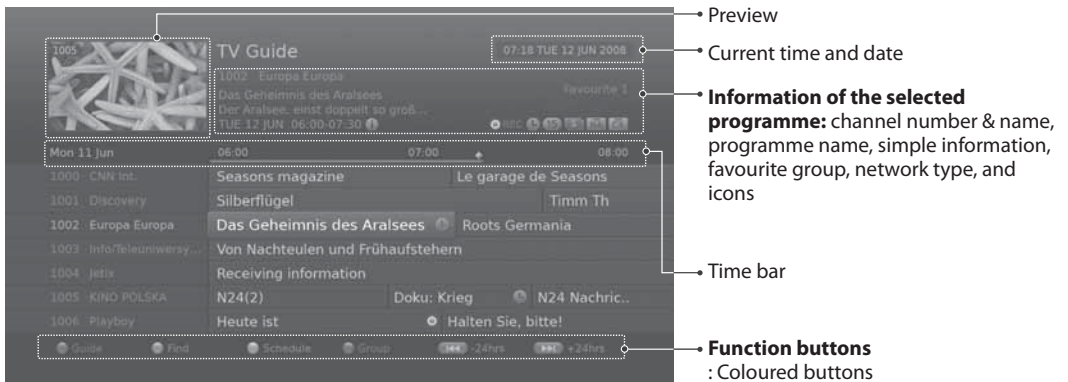 Preview
1005
TV Guide
07:18 TUE 12 JUN 2008
Current time and date
1002 Europa Europa
Favourite 1
Das Geheimnis des Aralsees
Der Aralsee, einst doppelt so groß...
TUE 12 JUN 06:00-07:30
REC
Information of the selected
programme: channel number & name,
programme name, simple information,
favourite group, network type, and
icons
Mon 11 Jun 06:00 07:00 08:00
1000 CNN Int. Seasons magazine Le garage de Seasons
1001 Discovery Silberflügel Timm Th
1002 Europa Europa Das Geheimnis des Aralsees Roots Germania
1003 Info/Teleuniweray... Von Nachteulen und Frühaufstehern
1004 Jetix Receiving information
Time bar
1005 KINO POLSKA N24(2) Doku: Krieg N24 Nachric..
1006 Playboy Heute ist Halten Sie, bitte!
Guide Find Schedule Group -24hrs +24hrs
Function buttons
: Coloured buttons